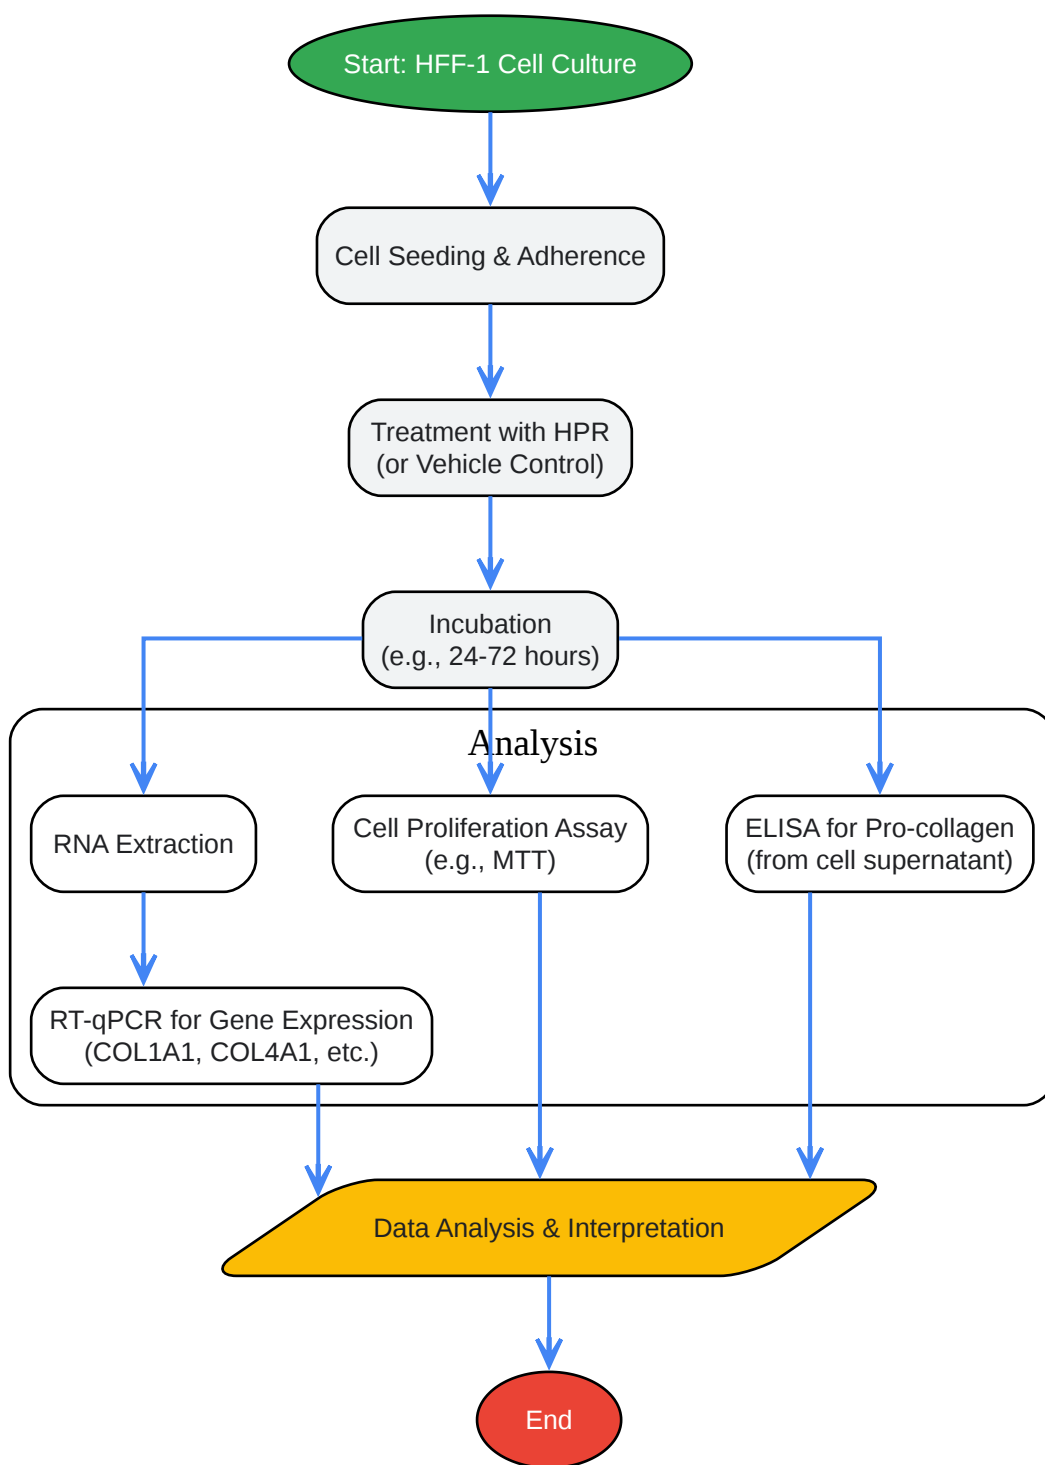 Start: HFF-1 Cell Culture
Cell Seeding & Adherence
Treatment with HPR
(or Vehicle Control)
Incubation
(e.g., 24-72 hours)
Analysis
RNA Extraction
Cell Proliferation Assay
(e.g., MTT)
ELISA for Pro-collagen
(from cell supernatant)
RT-qPCR for Gene Expression
(COL1A1, COL4A1, etc.)
Data Analysis & Interpretation
End